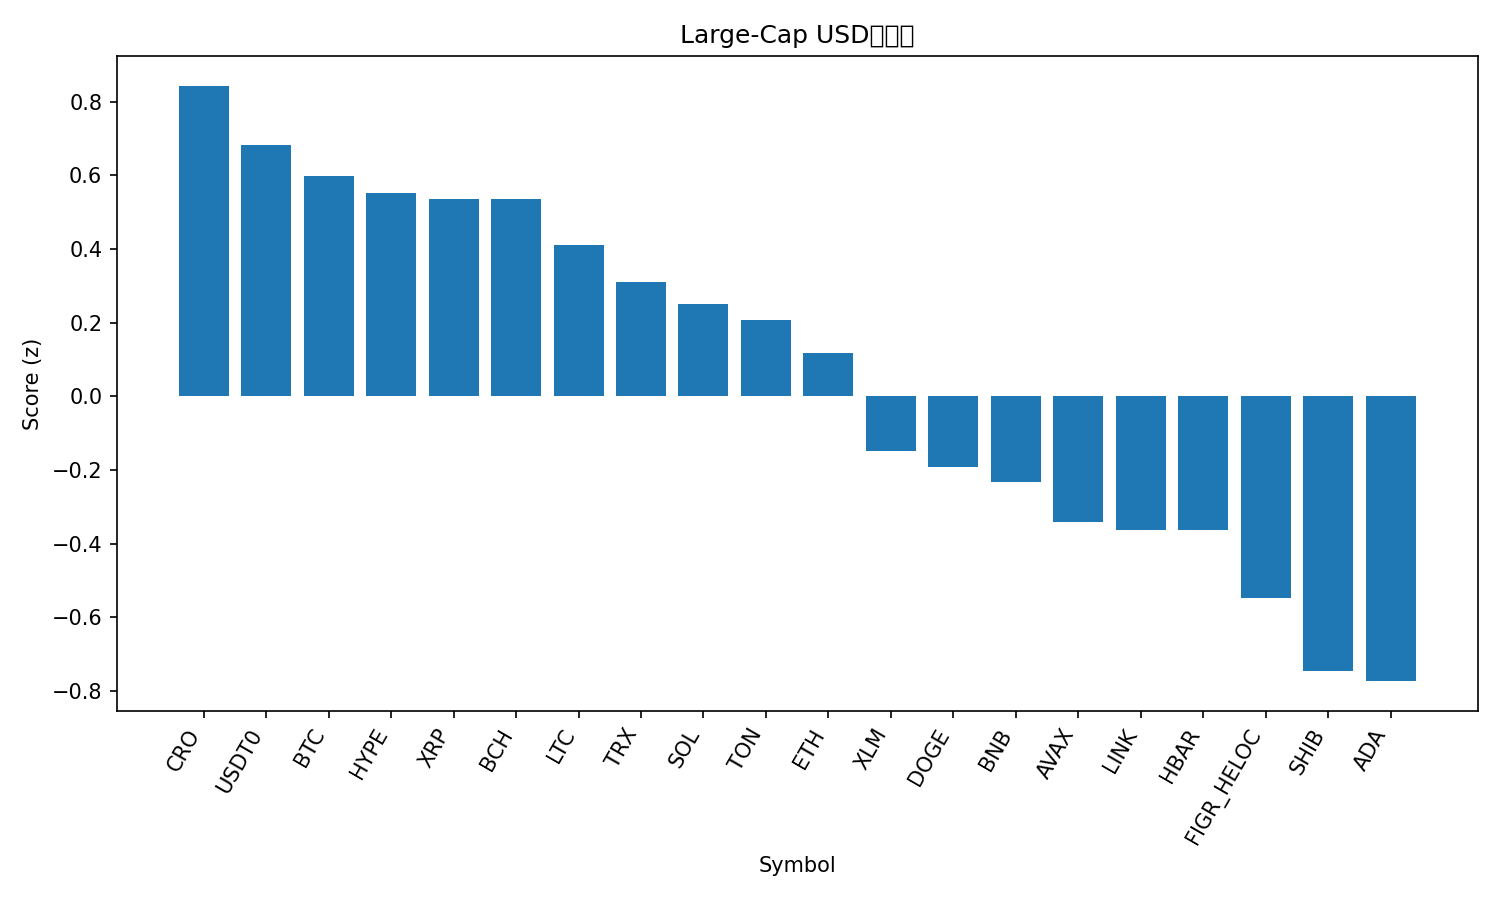 Large-Cap USD
Score (z)
0.8
0.6
0.4
0.2
0.0
−0.2
−0.4
−0.6
−0.8
CRO
USDT0
BTC
HYPE
XRP
BCH
LTC
TRX
SOL
TON
ETH
XLM
DOGE
BNB
AVAX
LINK
HBAR
FIGR_HELOC
SHIB
ADA
Symbol